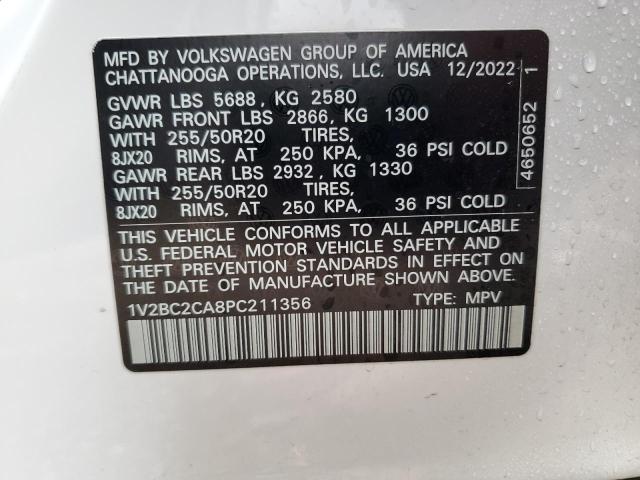 MFD BY VOLKSWAGEN GROUP OF AMERICA
CHATTANOOGA OPERATIONS, LLC. USA 12/2022
GVWR LBS 5688, KG 2580
GAWR FRONT LBS 2866, KG 1300
WITH 255/50R20 TIRES,
8JX20 RIMS, AT 250 KPA, 36 PSI COLD
GAWR REAR LBS 2932, KG 1330
WITH 255/50R20 TIRES,
8JX20 RIMS, AT 250 KPA, 36 PSI COLD
THIS VEHICLE CONFORMS TO ALL APPLICABLE
U.S. FEDERAL MOTOR VEHICLE SAFETY AND
THEFT PREVENTION STANDARDS IN EFFECT ON
THE DATE OF MANUFACTURE SHOWN ABOVE.
1V2BC2CA8PC211356 TYPE: MPV
4650652 1